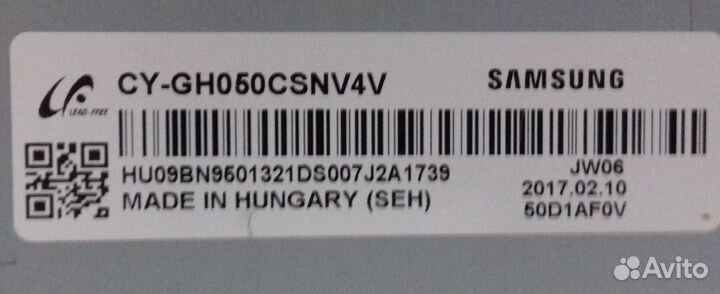 CY-GH050CSNV4V
SAMSUNG
LEAD-FREE
HU09BN9501321DS007J2A1739
JW06
MADE IN HUNGARY (SEH)
2017.02.10
50D1AF0V
Avito